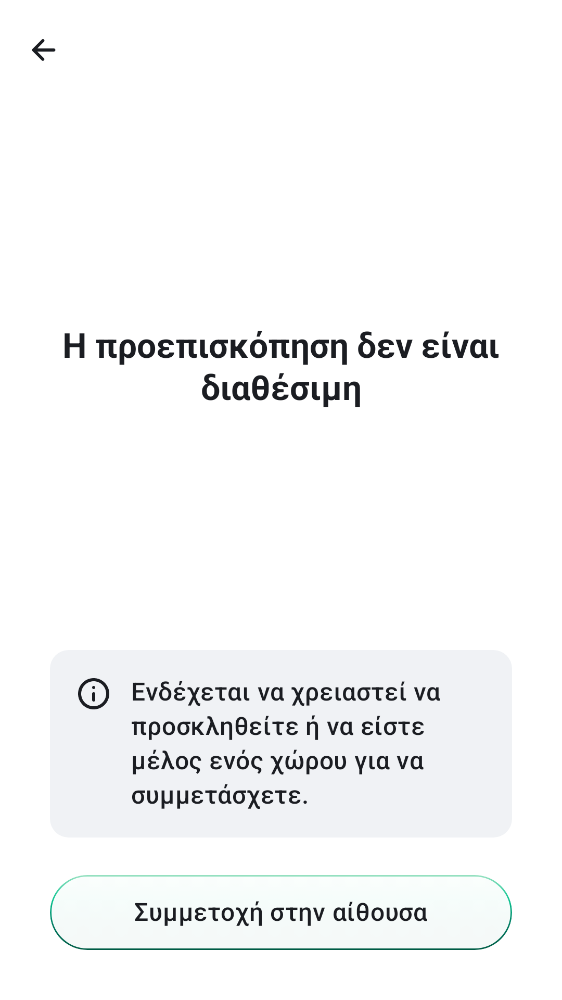 Η προεπισκόπηση δεν είναι
διαθέσιμη
Ενδέχεται να χρειαστεί να
προσκληθείτε ή να είστε
μέλος ενός χώρου για να
συμμετάσχετε.
Συμμετοχή στην αίθουσα